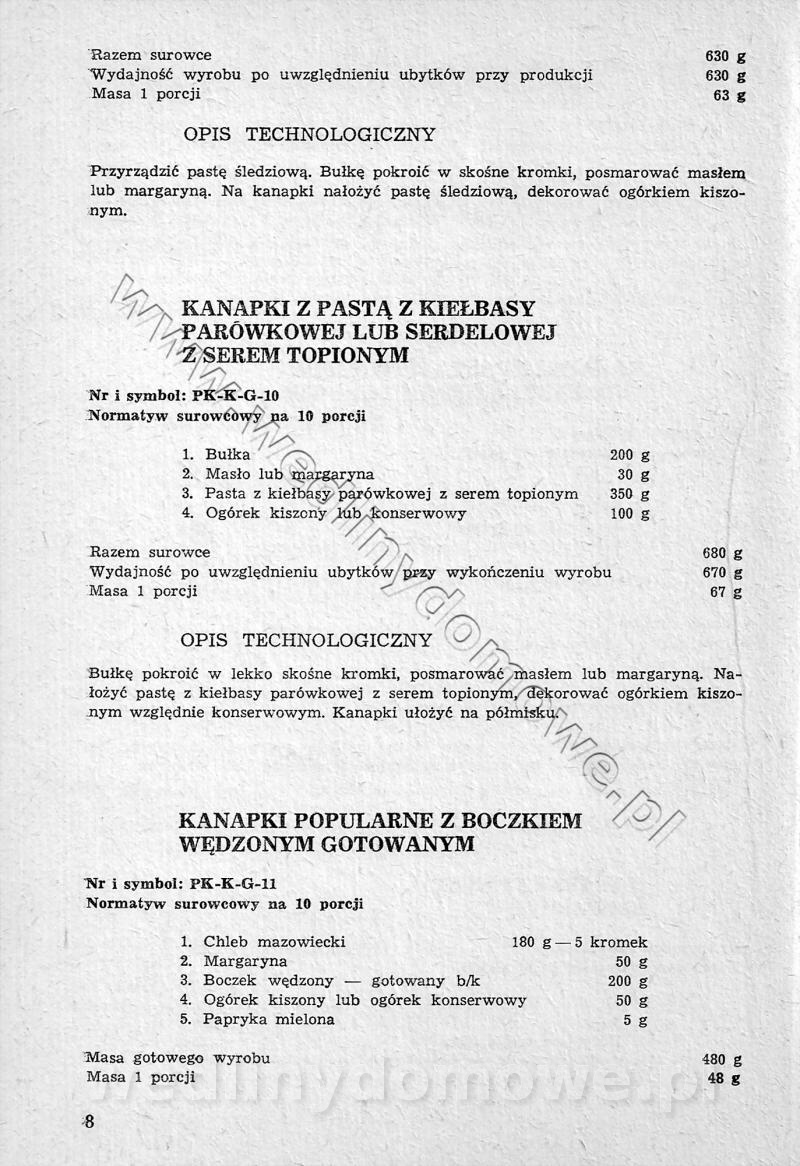 Razem surowce 630 g
Wydajność wyrobu po uwzględnieniu ubytków przy produkcji 630 g
Masa 1 porcji 63 g
OPIS TECHNOLOGICZNY
Przyrządzić pastę śledziową. Bułkę pokroić w skośne kromki, posmarować masłem
lub margaryną. Na kanapki nałożyć pastę śledziową, dekorować ogórkiem kiszo-
nym.
KANAPKI Z PASTĄ Z KIEŁBASY
PARÓWKOWEJ LUB SERDELOWEJ
Z SEREM TOPIONYM
Nr i symbol: PK-K-G-10
Normatyw surowcowy na 10 porcji
1. Bułka 200 g
2. Masło lub margaryna 30 g
3. Pasta z kiełbasy parówkowej z serem topionym 350 g
4. Ogórek kiszony lub konserwowy 100 g
Razem surowce 680 g
Wydajność po uwzględnieniu ubytków przy wykończeniu wyrobu 670 g
Masa 1 porcji 67 g
OPIS TECHNOLOGICZNY
Bułkę pokroić w lekko skośne kromki, posmarować masłem lub margaryną. Na-
łożyć pastę z kiełbasy parówkowej z serem topionym, dekorować ogórkiem kiszo-
nym względnie konserwowym. Kanapki ułożyć na półmisku.
www.wedlinydomowe.pl
KANAPKI POPULARNE Z BOCZKIEM
WĘDZONYM GOTOWANYM
Nr i symbol: PK-K-G-11
Normatyw surowcowy na 10 porcji
1. Chleb mazowiecki 180 g — 5 kromek
2. Margaryna 50 g
3. Boczek wędzony — gotowany b/k 200 g
4. Ogórek kiszony lub ogórek konserwowy 50 g
5. Papryka mielona 5 g
Masa gotowego wyrobu 480 g
Masa 1 porcji 48 g
wedlinydomowe.pl
8